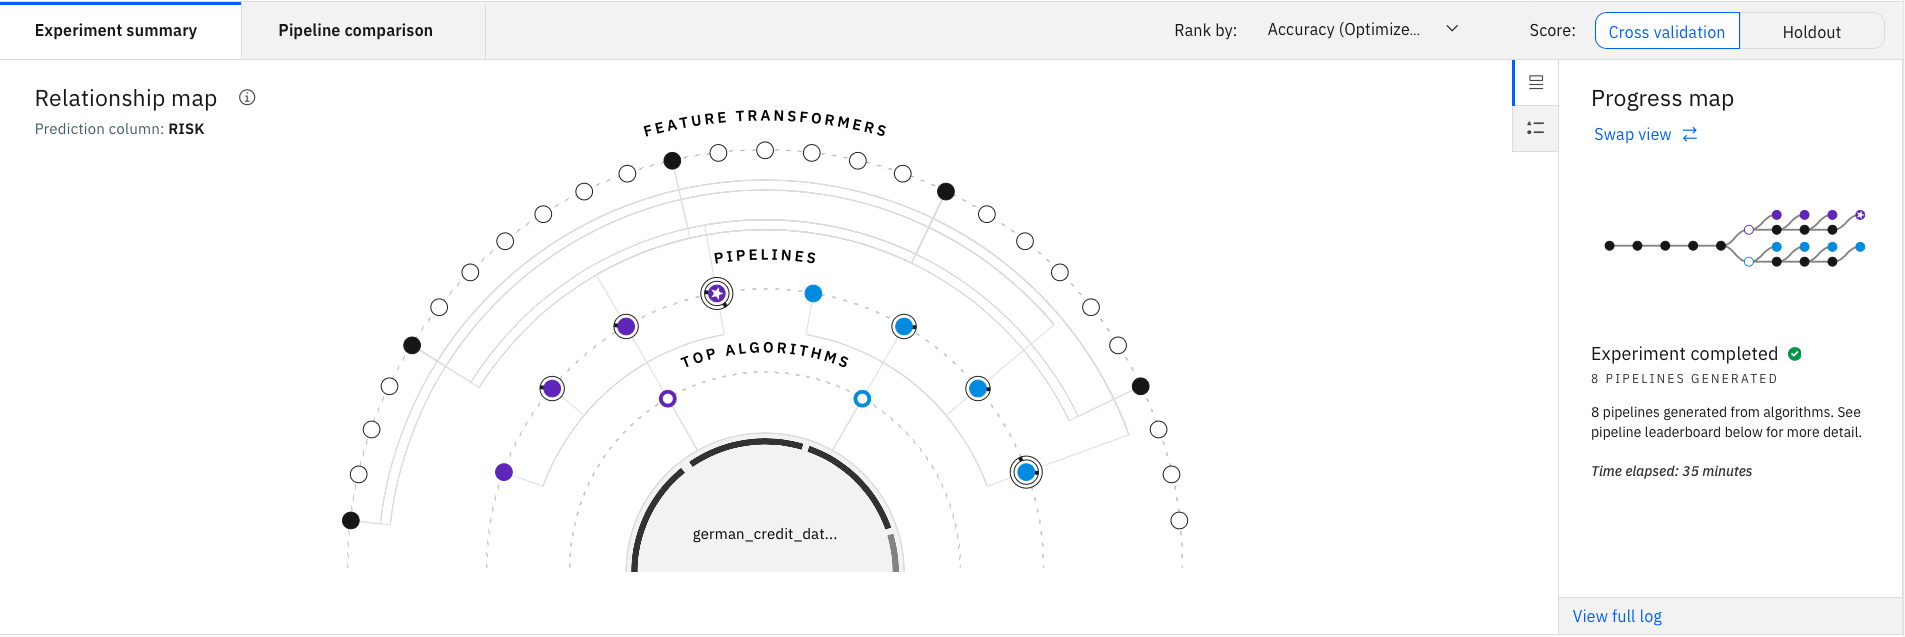 Experiment summary
Pipeline comparison
Rank by:
Accuracy (Optimize...
Score:
Cross validation
Holdout
Relationship map
Prediction column: RISK
FEATURE TRANSFORMERS
PIPELINES
TOP ALGORITHMS
german_credit_dat...
Progress map
Swap view
Experiment completed
8 PIPELINES GENERATED
8 pipelines generated from algorithms. See
pipeline leaderboard below for more detail.
Time elapsed: 35 minutes
View full log